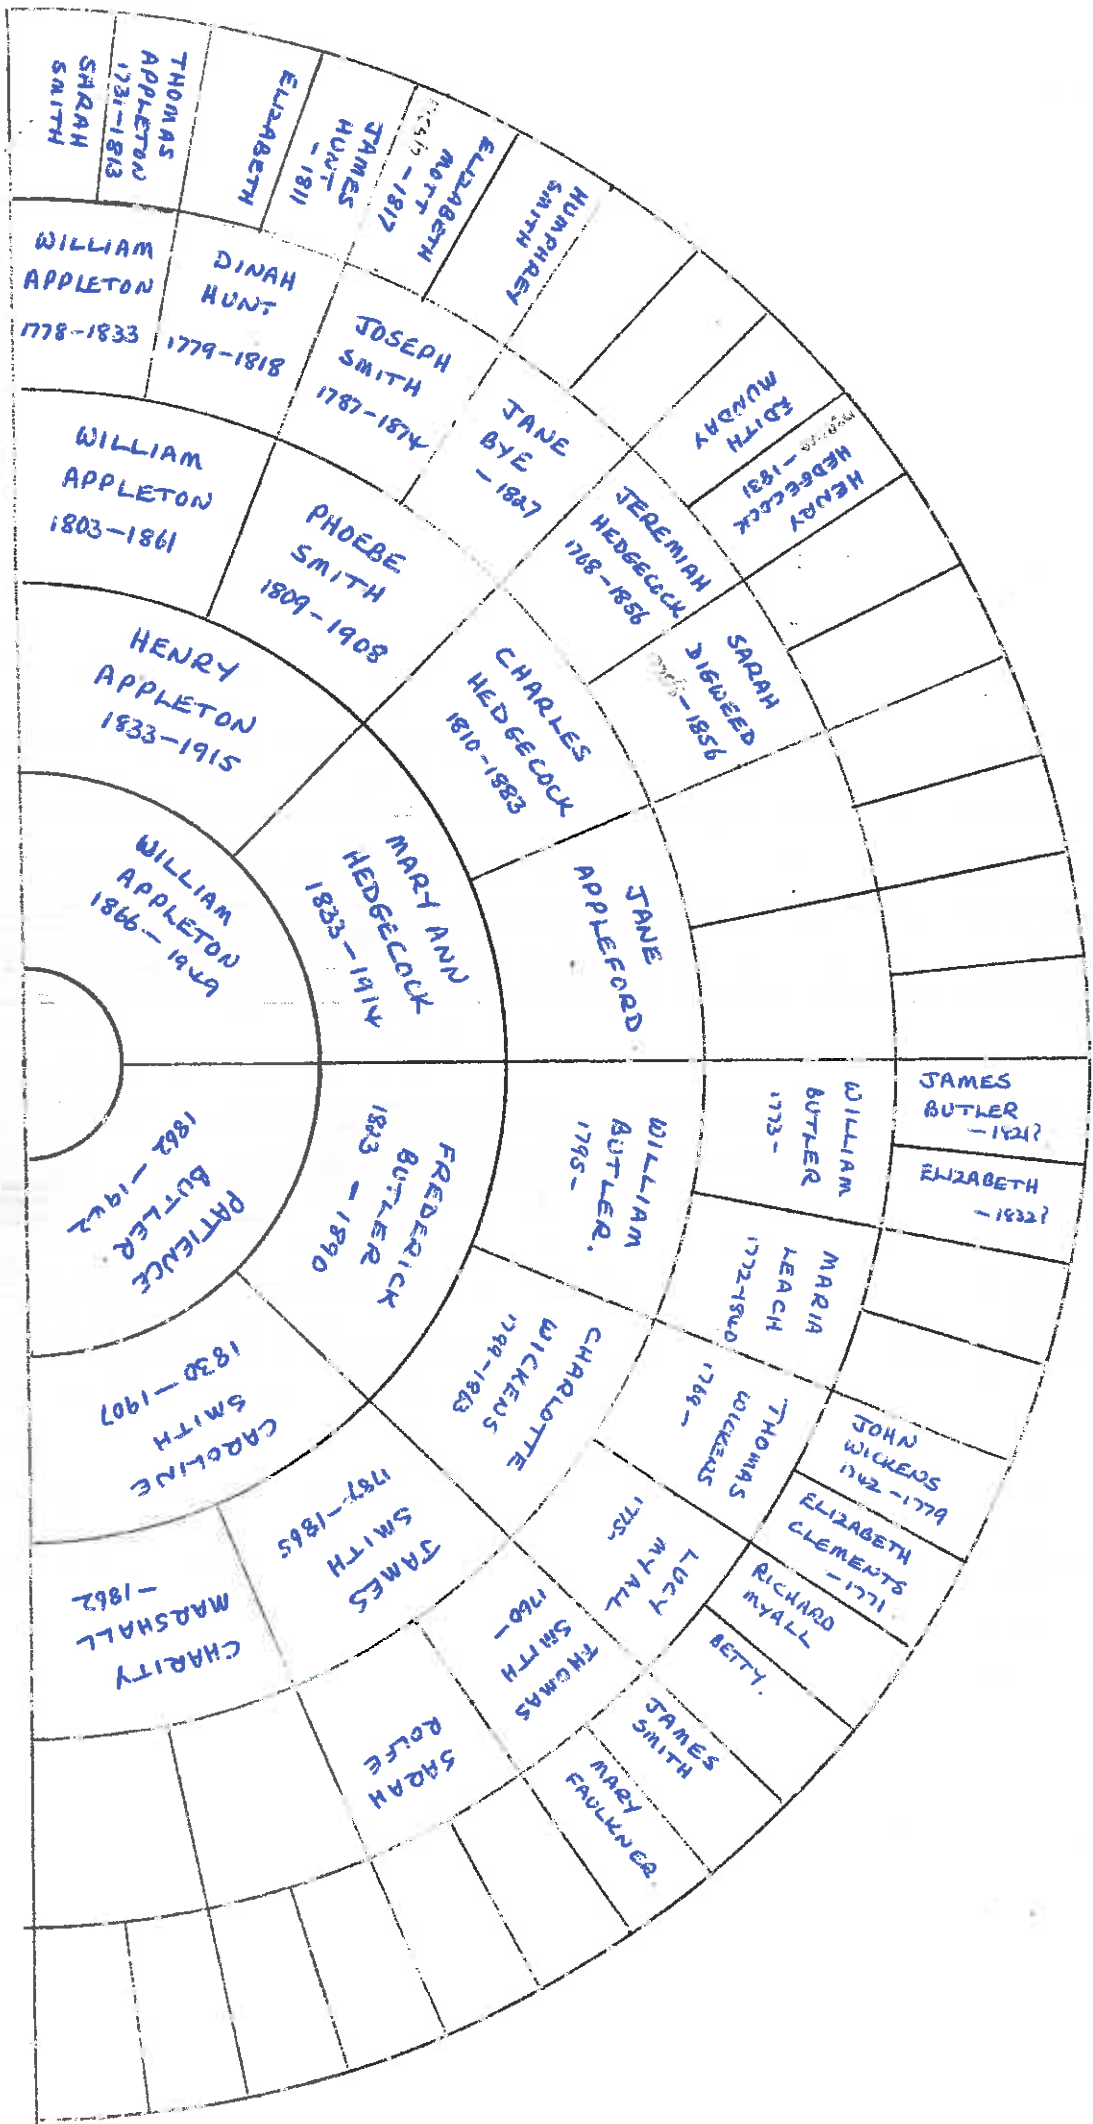 SARAH
SMITH
THOMAS
APPLETON
1731-1813
ELIZABETH
JAMES
HUNT
- 1811
ELIZABETH
MOTT
- 1817
HUMPHREY
SMITH
EDITH
MUNDAY
HENRY
HEDGECOCK
- 1831
WILLIAM
APPLETON
1778-1833
DINAH
HUNT
1779-1818
JOSEPH
SMITH
1787-1874
JANE
BYE
- 1827
JEREMIAH
HEDGECOCK
1768-1856
SARAH
DIGWEED
- 1856
WILLIAM
APPLETON
1803-1861
PHOEBE
SMITH
1809-1908
CHARLES
HEDGECOCK
1810-1883
JANE
APPLEFORD
HENRY
APPLETON
1833-1915
MARY ANN
HEDGECOCK
1833-1914
WILLIAM
APPLETON
1866-1949
PATIENCE
BUTLER
1862-1942
FREDERICK
BUTLER
1823 - 1890
CAROLINE
SMITH
1830-1907
WILLIAM
BUTLER.
1795-
CHARLOTTE
WICKENS
1799-1863
JAMES
SMITH
1787-1865
CHARITY
MARSHALL
-1862
WILLIAM
BUTLER
1773-
MARIA
LEACH
1772-1840
THOMAS
WICKENS
1769-
LUCY
MYALL
1775-
THOMAS
SMITH
1760-
SARAH
ROLFE
JAMES
BUTLER
-1821?
ELIZABETH
-1832?
JOHN
WICKENS
1742-1779
ELIZABETH
CLEMENTS
-1771
RICHARD
MYALL
BETTY.
JAMES
SMITH
MARY
FAULKNER